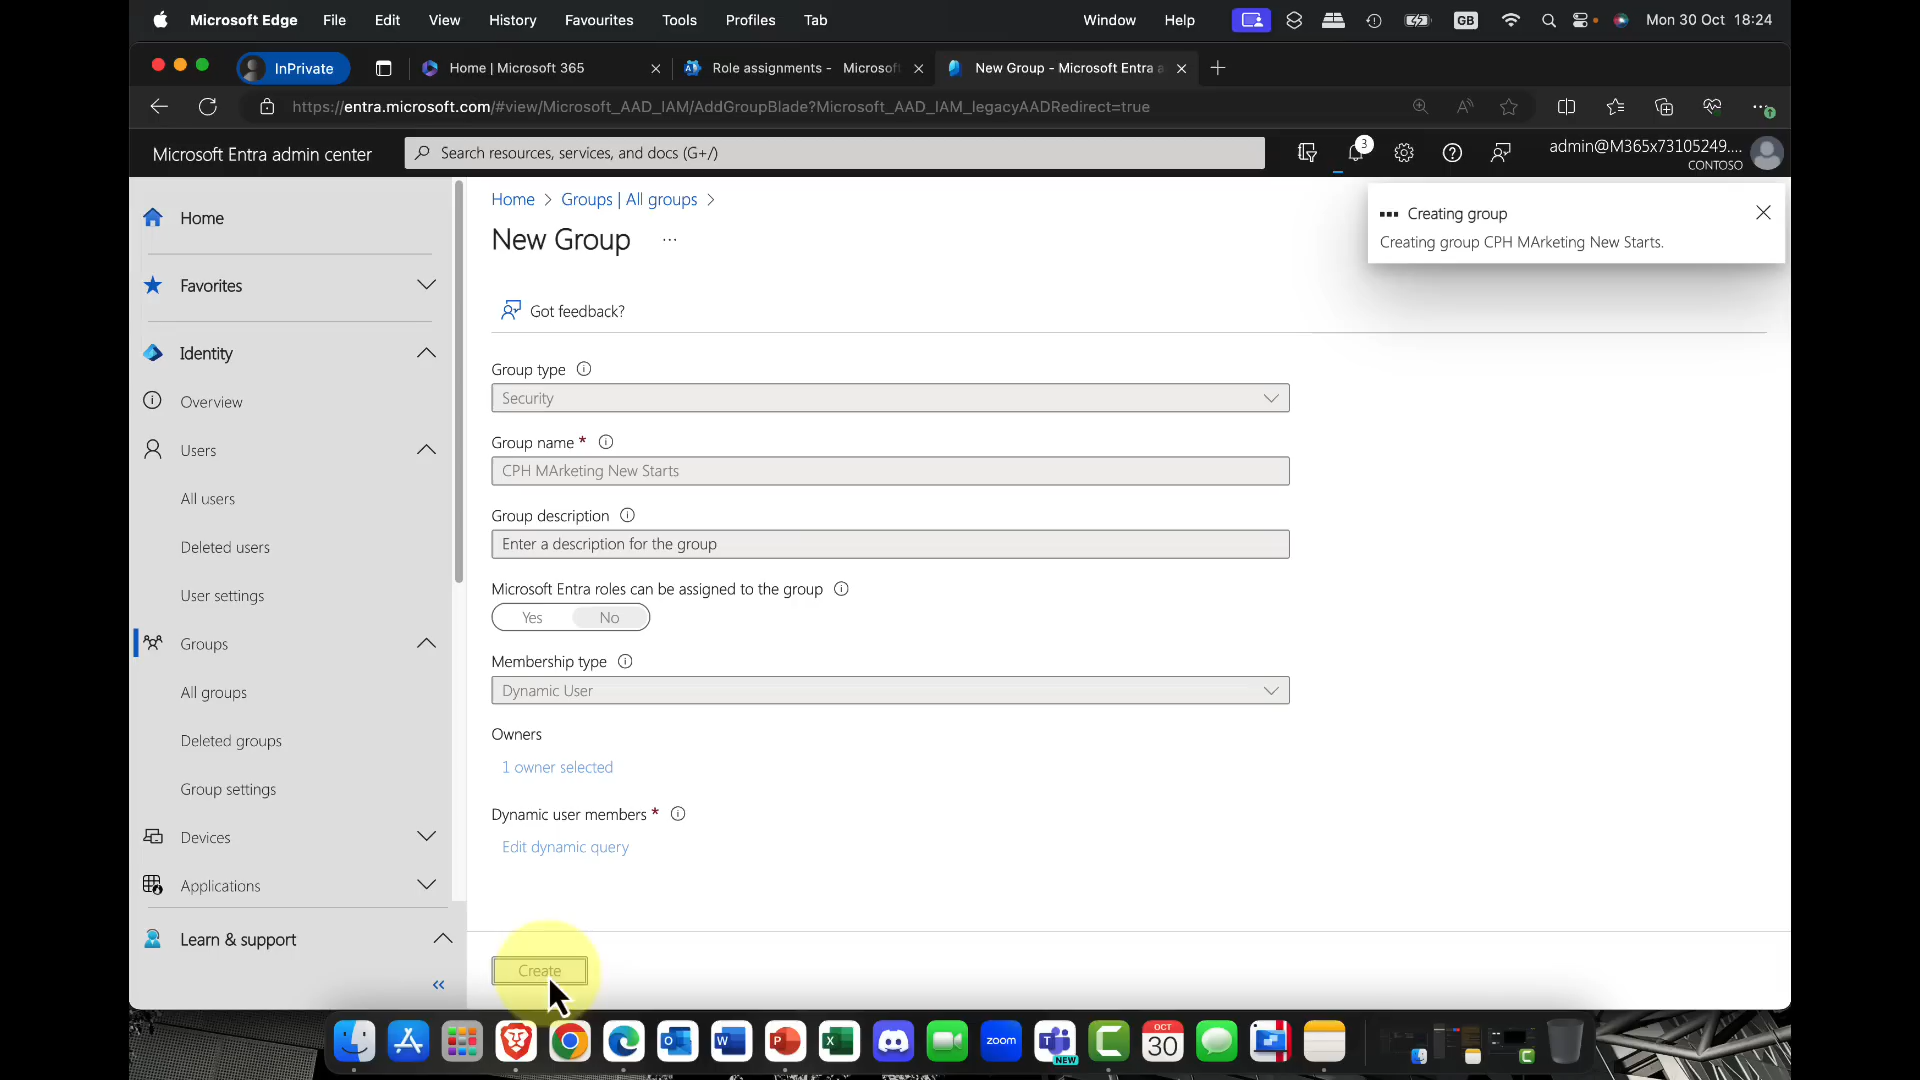 Microsoft Edge File Edit View History Favourites Tools Profiles Tab Window Help GB Mon 30 Oct 18:24
InPrivate Home | Microsoft 365 Role assignments - Microsof New Group - Microsoft Entra a
https://entra.microsoft.com/#view/Microsoft_AAD_IAM/AddGroupBlade?Microsoft_AAD_IAM_legacyAADRedirect=true
Microsoft Entra admin center
Search resources, services, and docs (G+/)
3
admin@M365x73105249....
CONTOSO
Home
Favorites
Identity
Overview
Users
All users
Deleted users
User settings
Groups
All groups
Deleted groups
Group settings
Devices
Applications
Learn & support
«
Home > Groups | All groups >
New Group ...
Got feedback?
Group type
Security
Group name *
CPH MArketing New Starts
Group description
Enter a description for the group
Microsoft Entra roles can be assigned to the group
Yes No
Membership type
Dynamic User
Owners
1 owner selected
Dynamic user members *
Edit dynamic query
Create
Creating group
Creating group CPH MArketing New Starts.
zoom
NEW
OCT
30